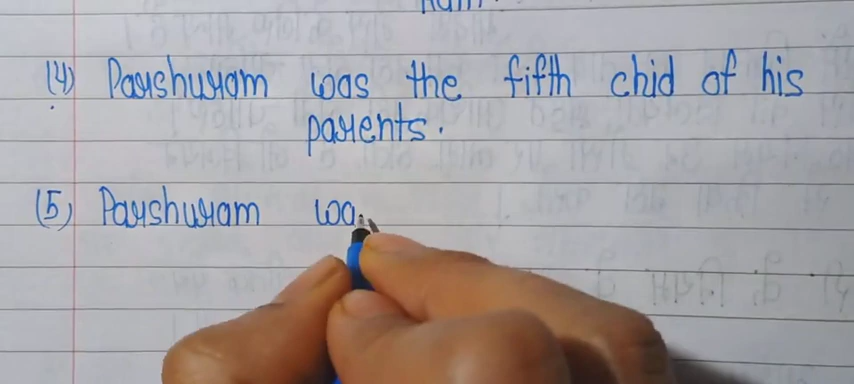 (4) Parshuram was the fifth chid of his
parents.
(5) Parshuram wa